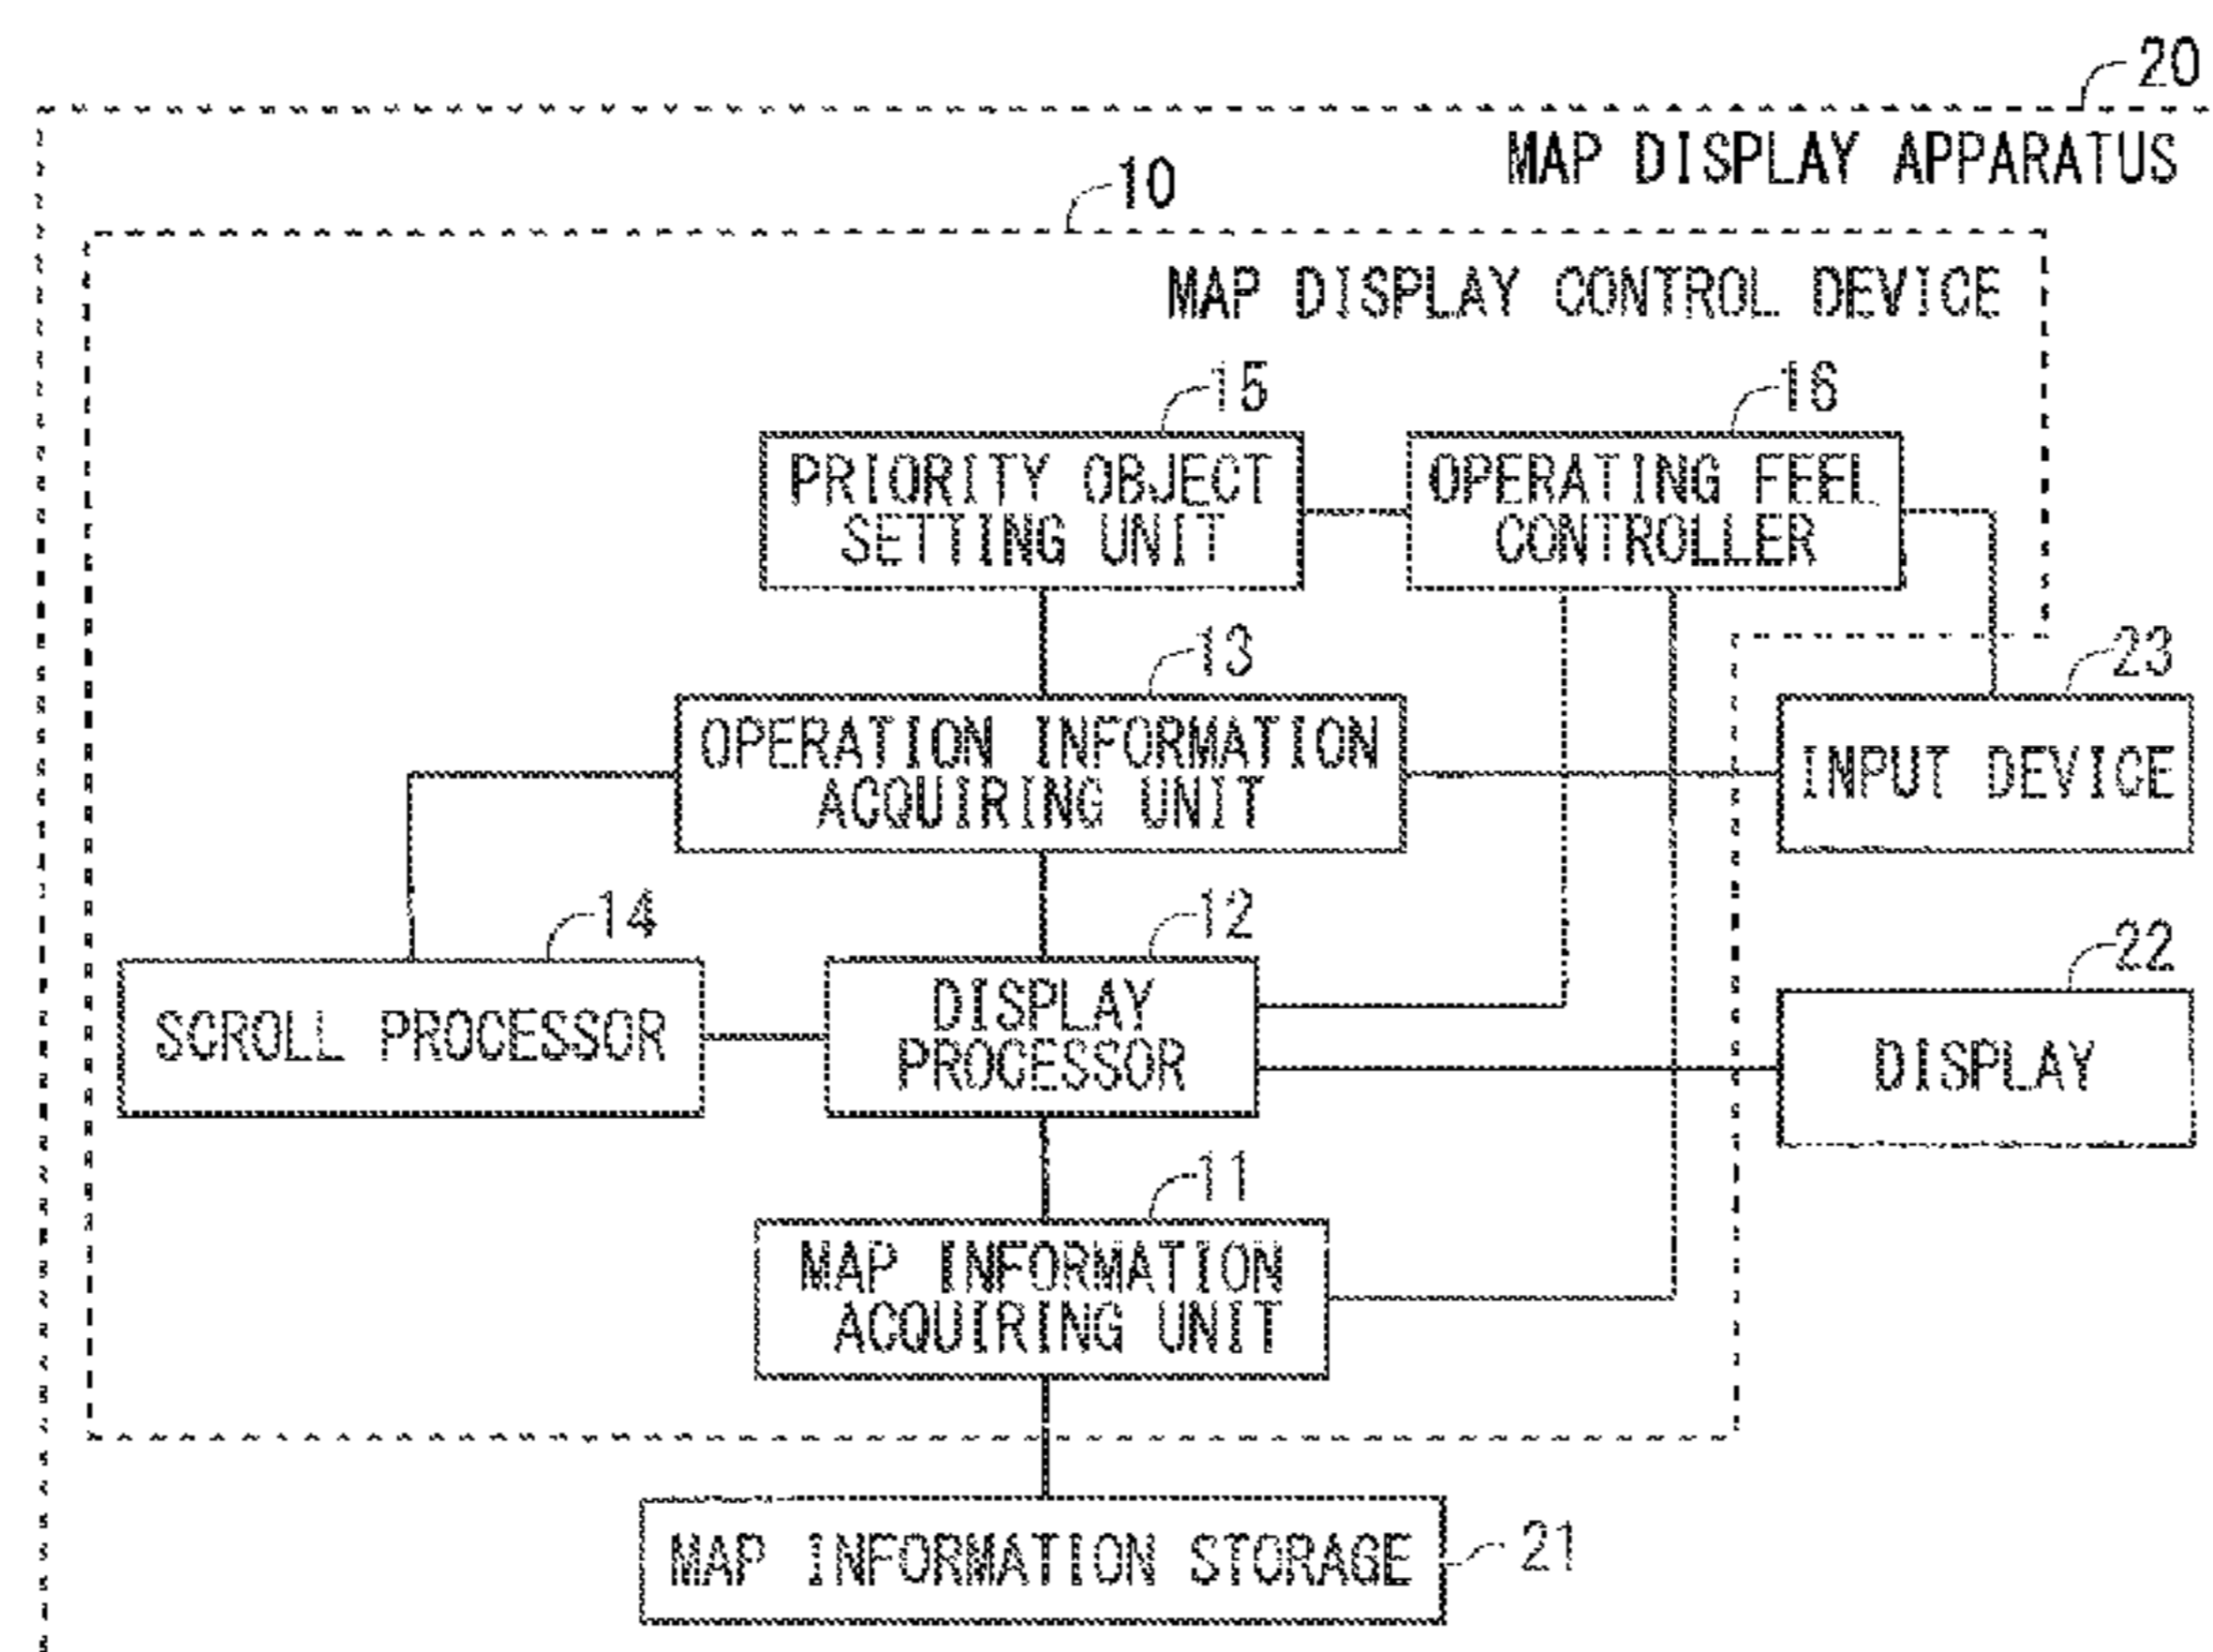 20
MAP DISPLAY APPARATUS
10
MAP DISPLAY CONTROL DEVICE
15
16
PRIORITY OBJECT
SETTING UNIT
OPERATING FEEL
CONTROLLER
13
23
OPERATION INFORMATION
ACQUIRING UNIT
INPUT DEVICE
14
12
22
SCROLL PROCESSOR
DISPLAY
PROCESSOR
DISPLAY
11
MAP INFORMATION
ACQUIRING UNIT
MAP INFORMATION STORAGE
21